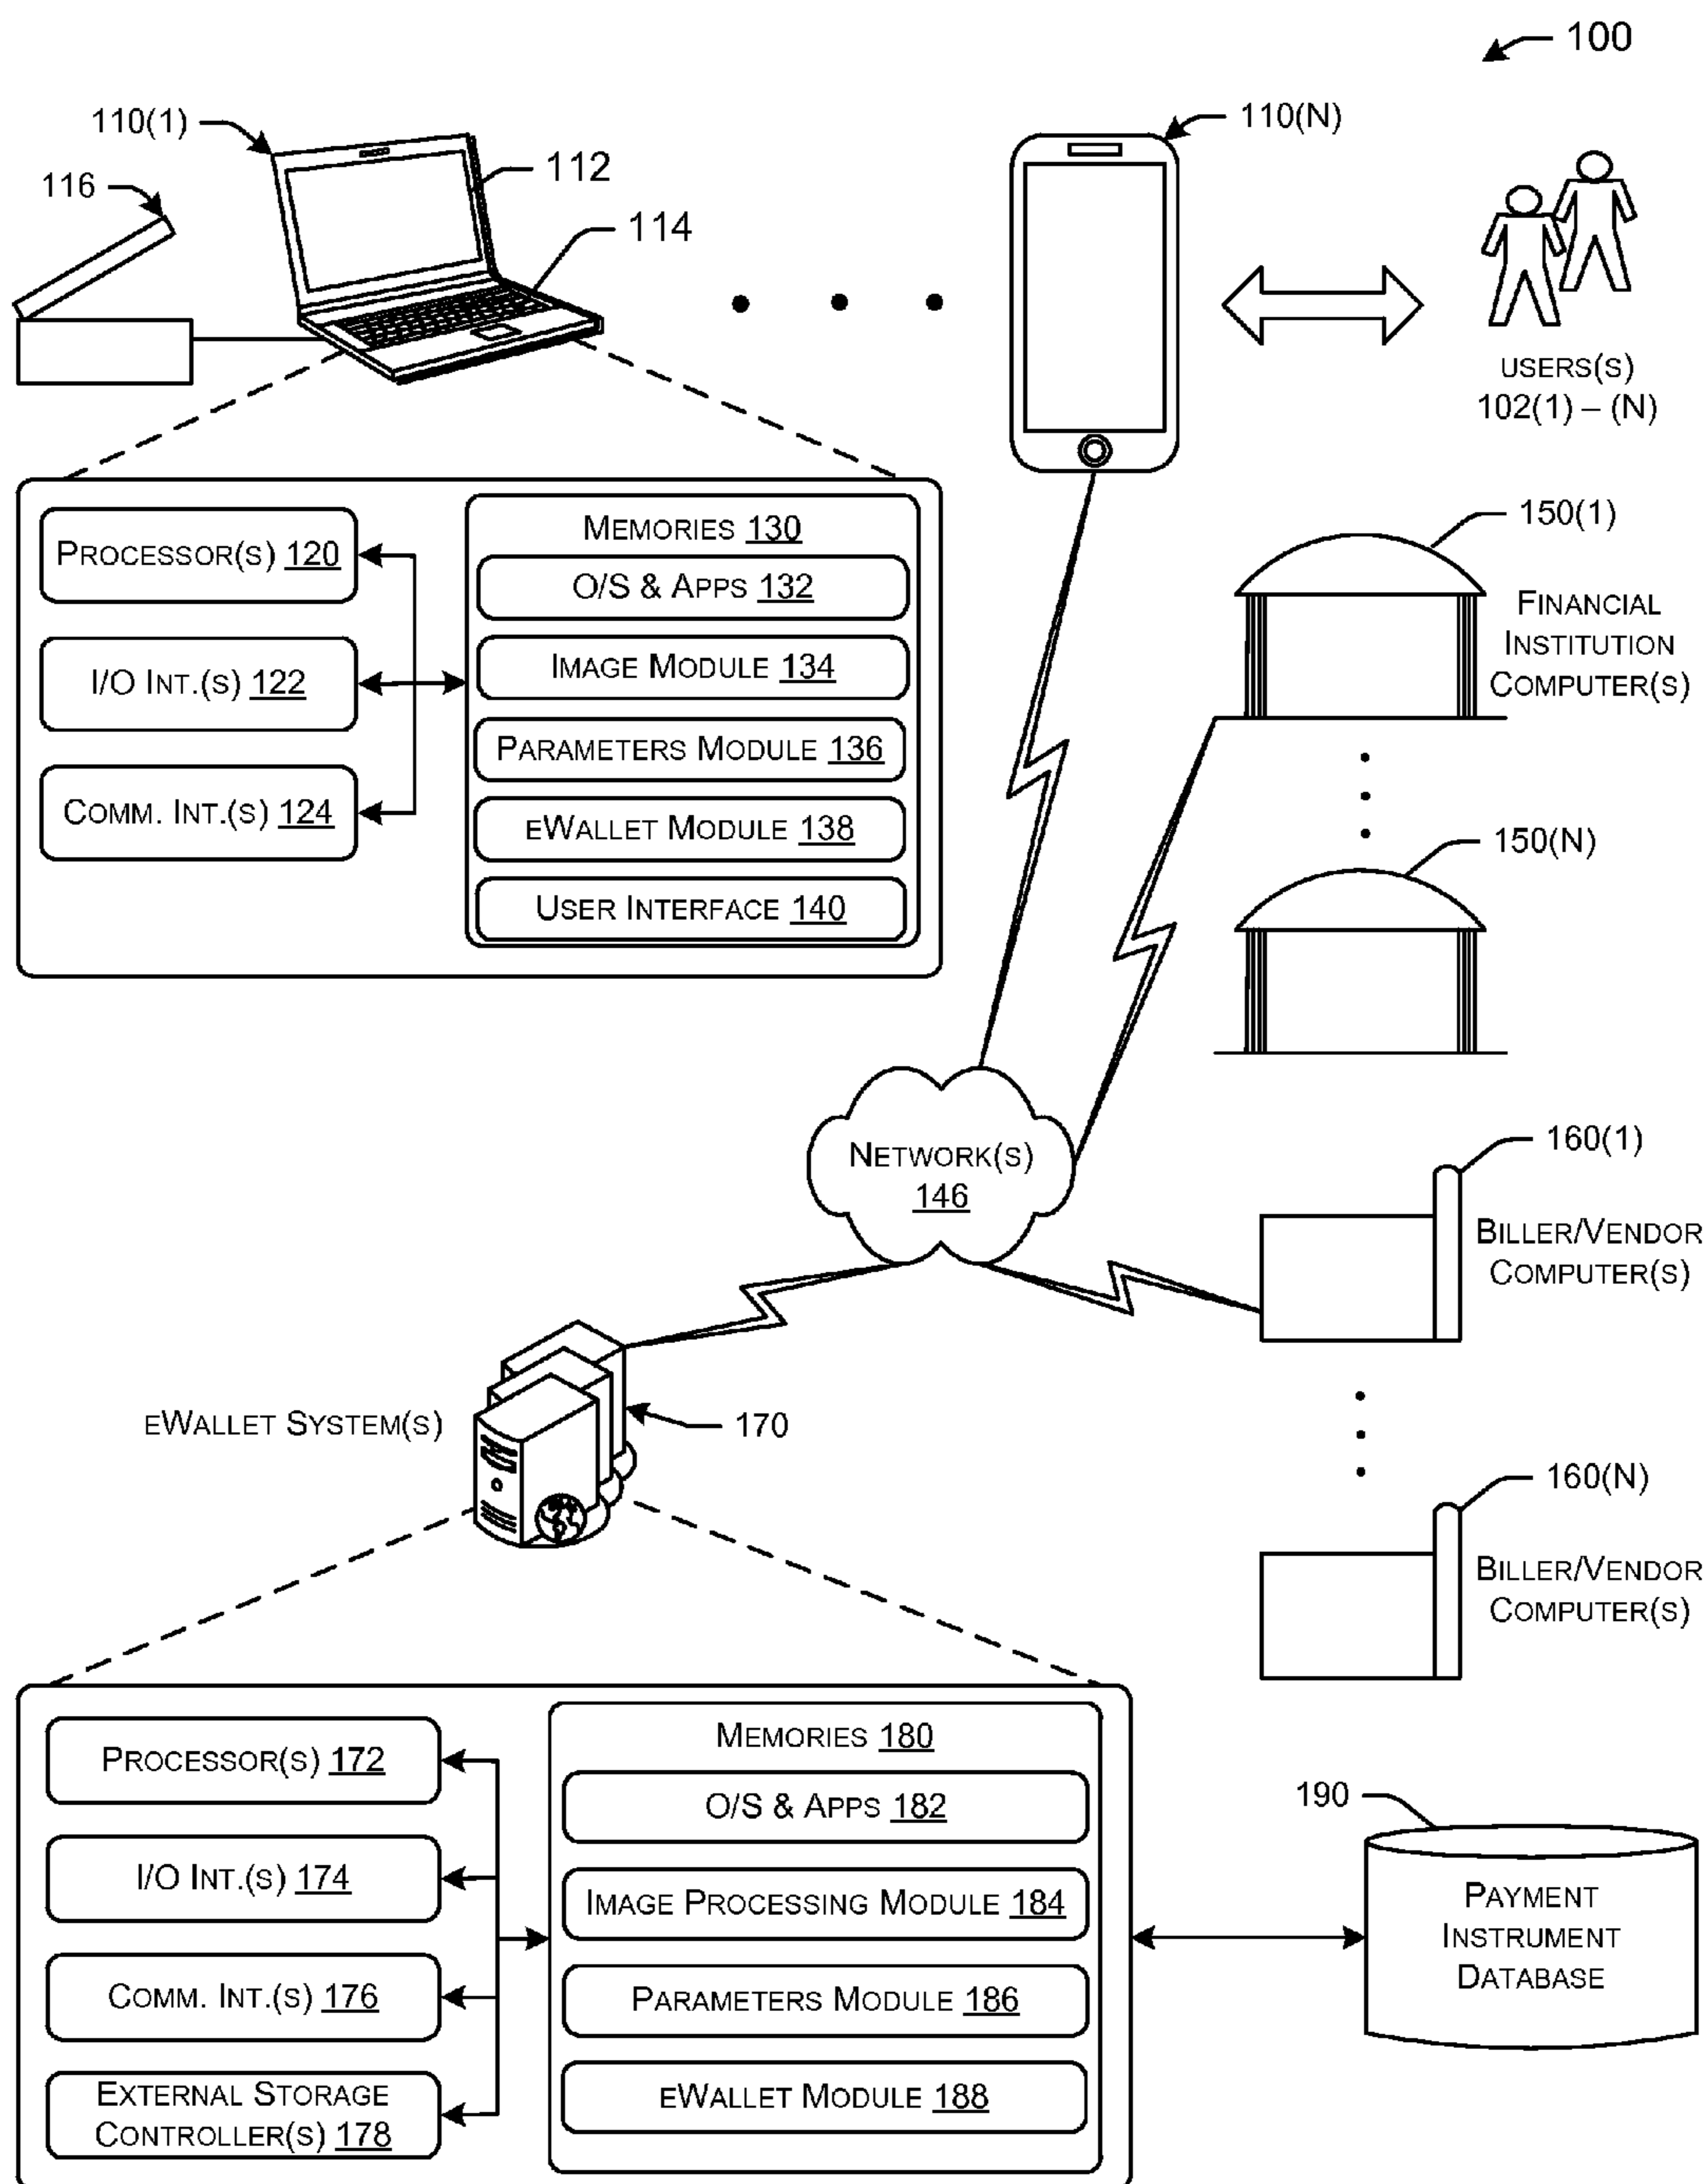 100
110(1)
110(N)
116
112
114
USERS(S)
102(1) – (N)
PROCESSOR(S) 120
I/O INT.(S) 122
COMM. INT.(S) 124
MEMORIES 130
O/S & APPS 132
IMAGE MODULE 134
PARAMETERS MODULE 136
EWALLET MODULE 138
USER INTERFACE 140
150(1)
FINANCIAL
INSTITUTION
COMPUTER(S)
150(N)
NETWORK(S)
146
160(1)
BILLER/VENDOR
COMPUTER(S)
EWALLET SYSTEM(S)
170
160(N)
BILLER/VENDOR
COMPUTER(S)
PROCESSOR(S) 172
I/O INT.(S) 174
COMM. INT.(S) 176
EXTERNAL STORAGE
CONTROLLER(S) 178
MEMORIES 180
O/S & APPS 182
IMAGE PROCESSING MODULE 184
PARAMETERS MODULE 186
EWALLET MODULE 188
190
PAYMENT
INSTRUMENT
DATABASE